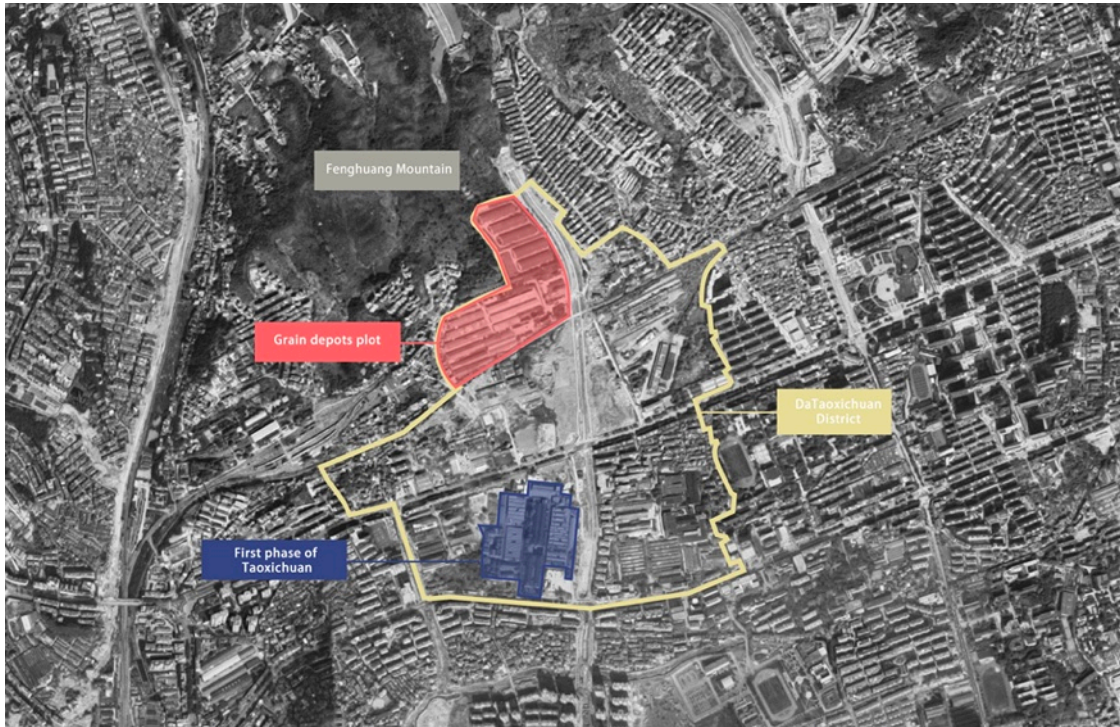 Fenghuang Mountain
Grain depots plot
DaTaoxichuan
District
First phase of
Taoxichuan